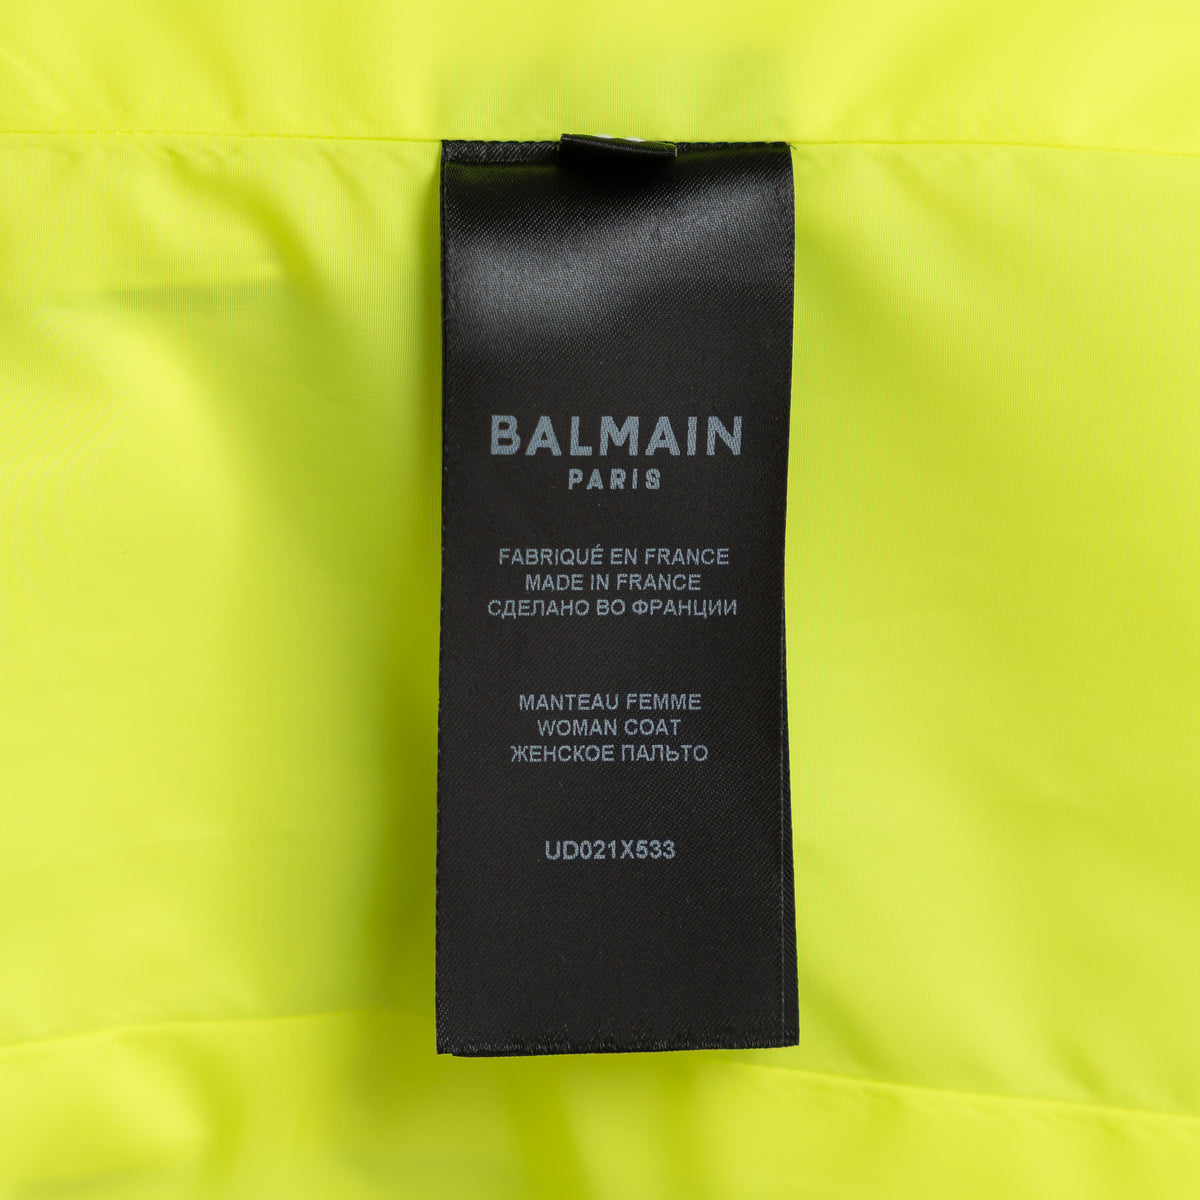 BALMAIN
PARIS
FABRIQUÉ EN FRANCE
MADE IN FRANCE
СДЕЛАНО ВО ФРАНЦИИ
MANTEAU FEMME
WOMAN COAT
ЖЕНСКОЕ ПАЛЬТО
UD021X533